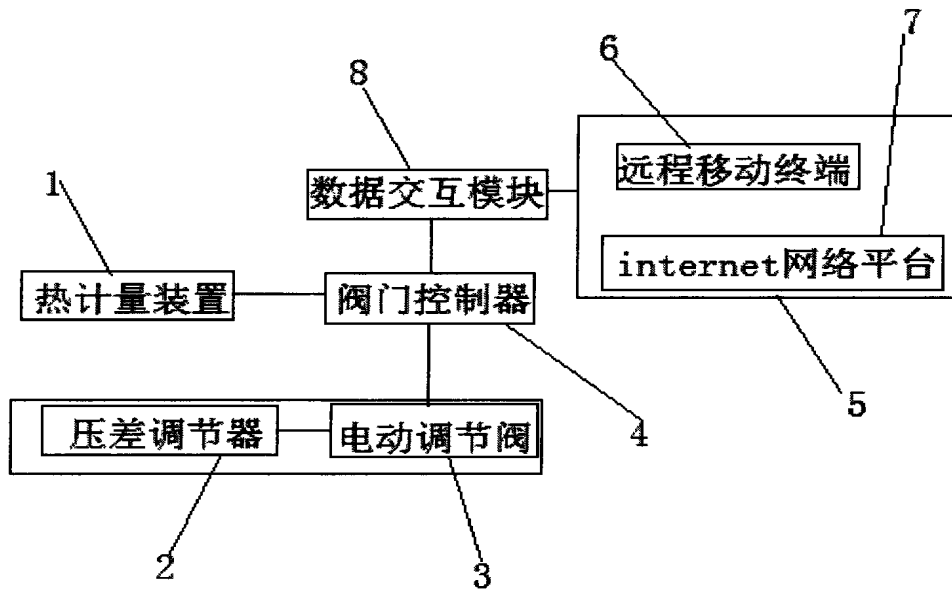 7
6
8
远程移动终端
1
数据交互模块
internet网络平台
热计量装置
阀门控制器
5
压差调节器
电动调节阀
4
2
3